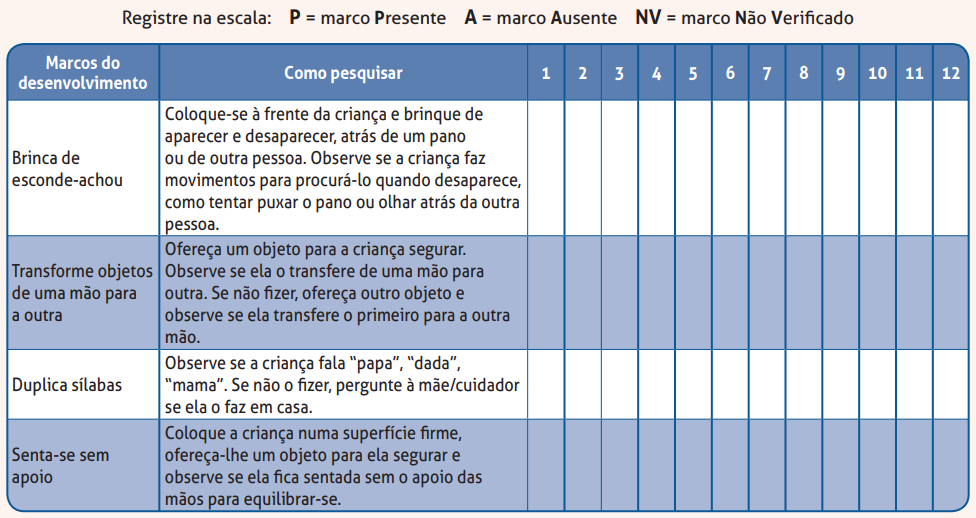 Registre na escala: P = marco Presente A = marco Ausente NV = marco Não Verificado
Marcos do
desenvolvimento
Como pesquisar
1 2 3 4 5 6 7 8 9 10 11 12
Brinca de
esconde-achou
Coloque-se à frente da criança e brinque de
aparecer e desaparecer, atrás de um pano
ou de outra pessoa. Observe se a criança faz
movimentos para procurá-lo quando desaparece,
como tentar puxar o pano ou olhar atrás da outra
pessoa.
Transforme objetos
de uma mão para
a outra
Ofereça um objeto para a criança segurar.
Observe se ela o transfere de uma mão para
outra. Se não fizer, ofereça outro objeto e
observe se ela transfere o primeiro para a outra
mão.
Duplica sílabas
Observe se a criança fala “papa”, “dada”,
“mama”. Se não o fizer, pergunte à mãe/cuidador
se ela o faz em casa.
Senta-se sem
apoio
Coloque a criança numa superfície firme,
ofereça-lhe um objeto para ela segurar e
observe se ela fica sentada sem o apoio das
mãos para equilibrar-se.